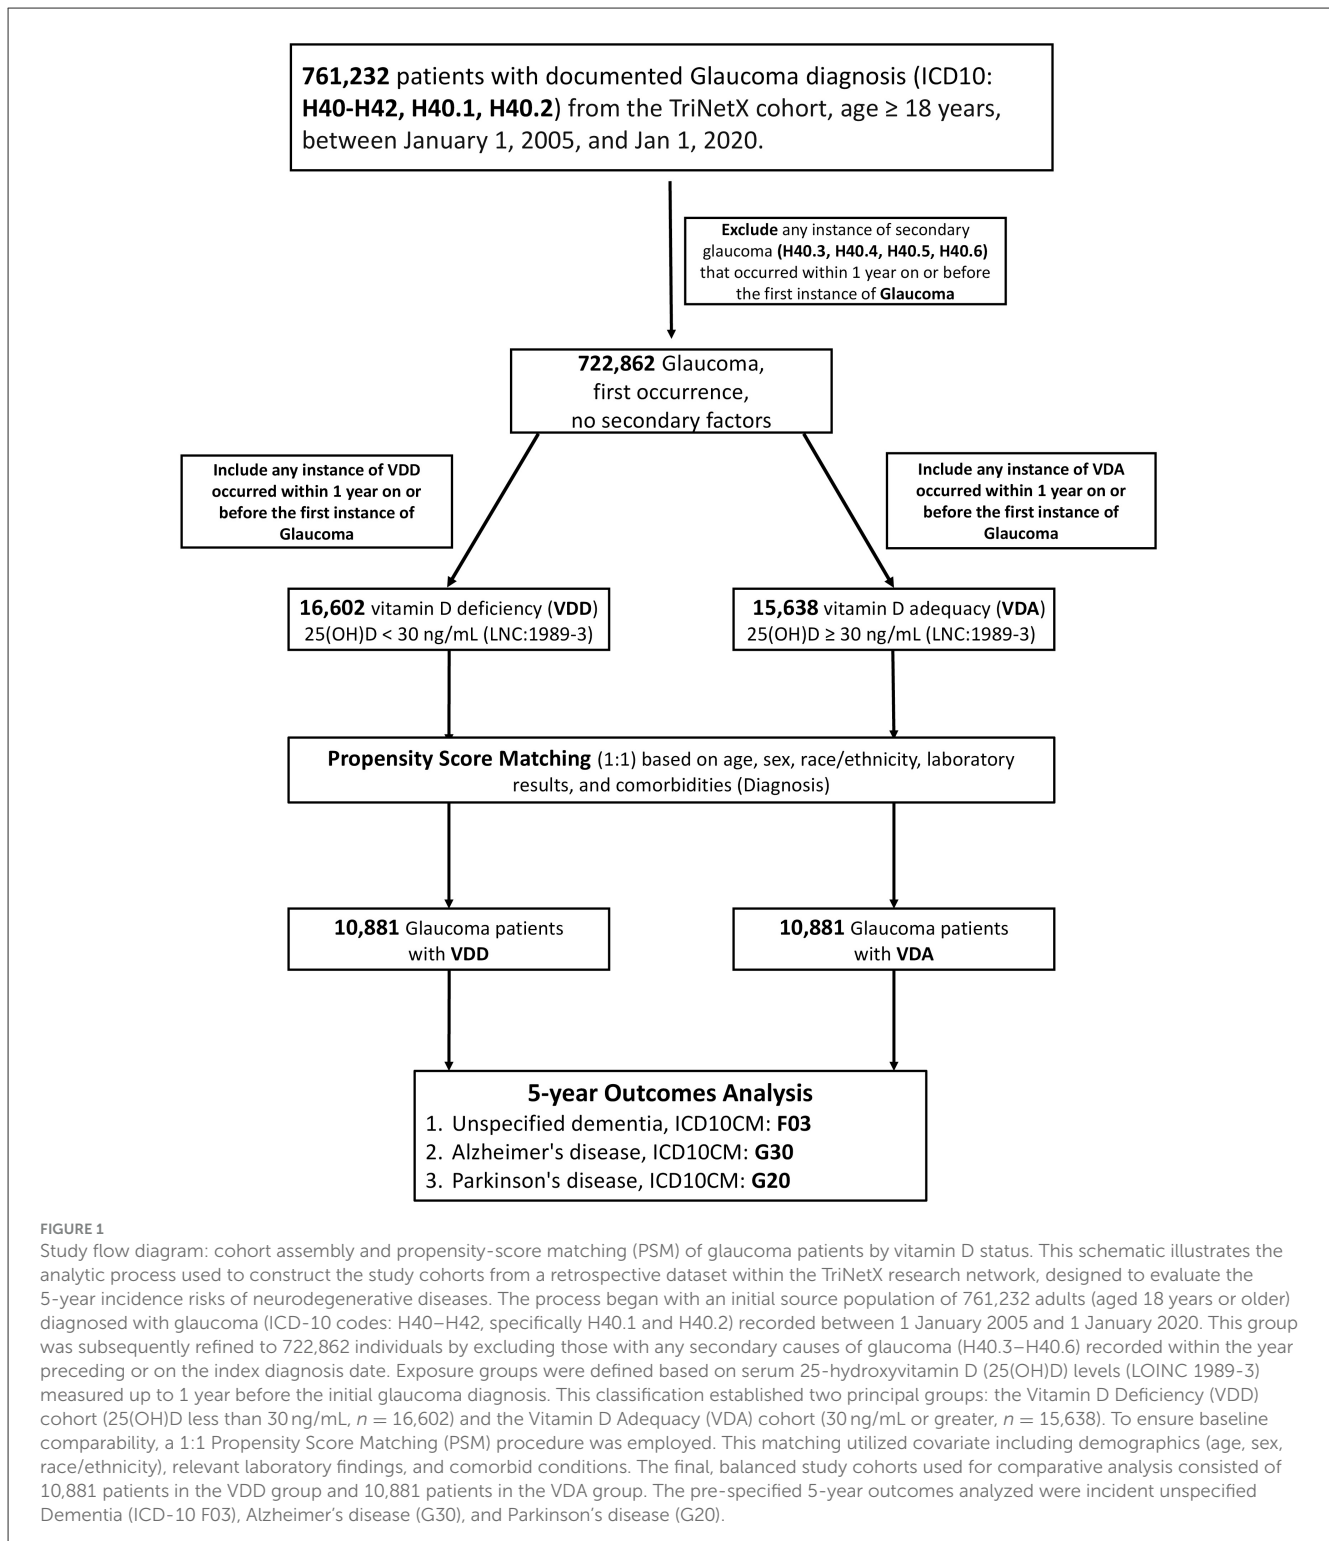 761,232 patients with documented Glaucoma diagnosis (ICD10:
H40-H42, H40.1, H40.2) from the TriNetX cohort, age ≥ 18 years,
between January 1, 2005, and Jan 1, 2020.
Exclude any instance of secondary
glaucoma (H40.3, H40.4, H40.5, H40.6)
that occurred within 1 year on or before
the first instance of Glaucoma
722,862 Glaucoma,
first occurrence,
no secondary factors
Include any instance of VDD
occurred within 1 year on or
before the first instance of
Glaucoma
Include any instance of VDA
occurred within 1 year on or
before the first instance of
Glaucoma
16,602 vitamin D deficiency (VDD)
25(OH)D < 30 ng/mL (LNC:1989-3)
15,638 vitamin D adequacy (VDA)
25(OH)D ≥ 30 ng/mL (LNC:1989-3)
Propensity Score Matching (1:1) based on age, sex, race/ethnicity, laboratory
results, and comorbidities (Diagnosis)
10,881 Glaucoma patients
with VDD
10,881 Glaucoma patients
with VDA
5-year Outcomes Analysis
1. Unspecified dementia, ICD10CM: F03
2. Alzheimer's disease, ICD10CM: G30
3. Parkinson's disease, ICD10CM: G20
FIGURE 1
Study flow diagram: cohort assembly and propensity-score matching (PSM) of glaucoma patients by vitamin D status. This schematic illustrates the
analytic process used to construct the study cohorts from a retrospective dataset within the TriNetX research network, designed to evaluate the
5-year incidence risks of neurodegenerative diseases. The process began with an initial source population of 761,232 adults (aged 18 years or older)
diagnosed with glaucoma (ICD-10 codes: H40–H42, specifically H40.1 and H40.2) recorded between 1 January 2005 and 1 January 2020. This group
was subsequently refined to 722,862 individuals by excluding those with any secondary causes of glaucoma (H40.3–H40.6) recorded within the year
preceding or on the index diagnosis date. Exposure groups were defined based on serum 25-hydroxyvitamin D (25(OH)D) levels (LOINC 1989-3)
measured up to 1 year before the initial glaucoma diagnosis. This classification established two principal groups: the Vitamin D Deficiency (VDD)
cohort (25(OH)D less than 30 ng/mL, n = 16,602) and the Vitamin D Adequacy (VDA) cohort (30 ng/mL or greater, n = 15,638). To ensure baseline
comparability, a 1:1 Propensity Score Matching (PSM) procedure was employed. This matching utilized covariate including demographics (age, sex,
race/ethnicity), relevant laboratory findings, and comorbid conditions. The final, balanced study cohorts used for comparative analysis consisted of
10,881 patients in the VDD group and 10,881 patients in the VDA group. The pre-specified 5-year outcomes analyzed were incident unspecified
Dementia (ICD-10 F03), Alzheimer's disease (G30), and Parkinson's disease (G20).